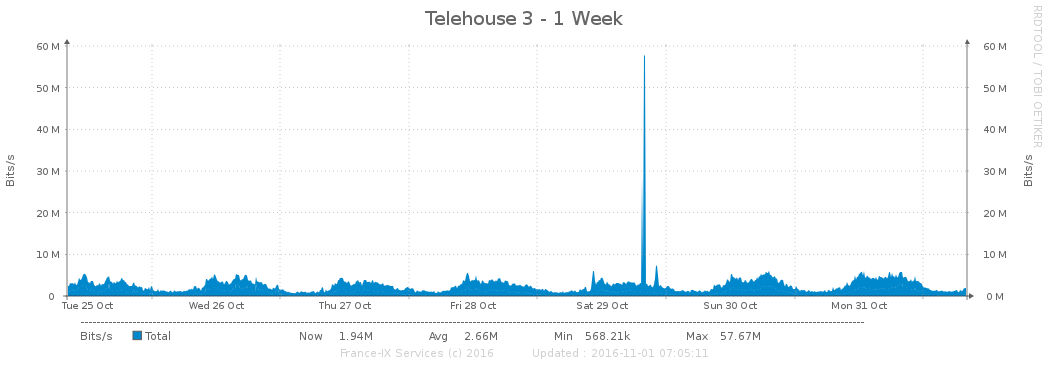 Telehouse 3 - 1 Week
RRDTOOL / TOBI OETIKER
Bits/s
60 M
50 M
40 M
30 M
20 M
10 M
0
60 M
50 M
40 M
30 M
20 M
10 M
0 M
Bits/s
Tue 25 Oct Wed 26 Oct Thu 27 Oct Fri 28 Oct Sat 29 Oct Sun 30 Oct Mon 31 Oct
Bits/s Total Now 1.94M Avg 2.66M Min 568.21k Max 57.67M
France-IX Services (c) 2016 Updated : 2016-11-01 07:05:11